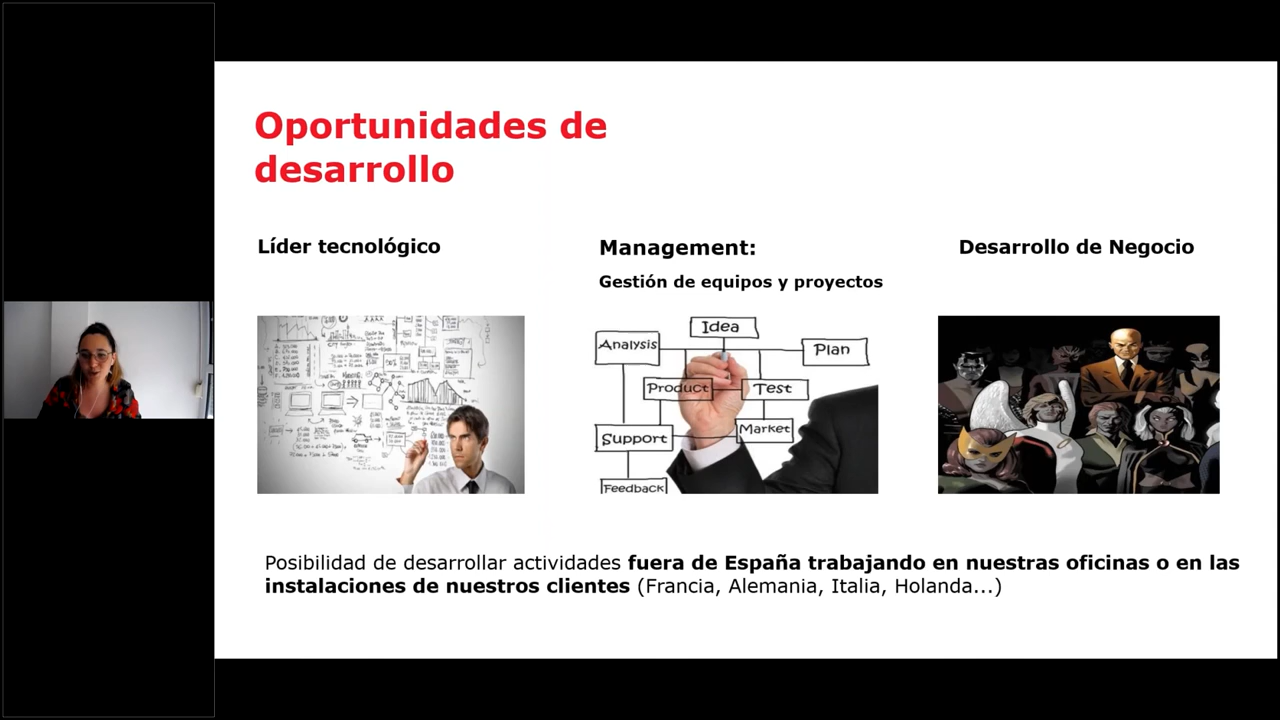 Oportunidades de
desarrollo
Líder tecnológico
Management:
Gestión de equipos y proyectos
Desarrollo de Negocio
Idea
Analysis
Plan
Product
Test
Market
Support
Feedback
Posibilidad de desarrollar actividades fuera de España trabajando en nuestras oficinas o en las
instalaciones de nuestros clientes (Francia, Alemania, Italia, Holanda...)